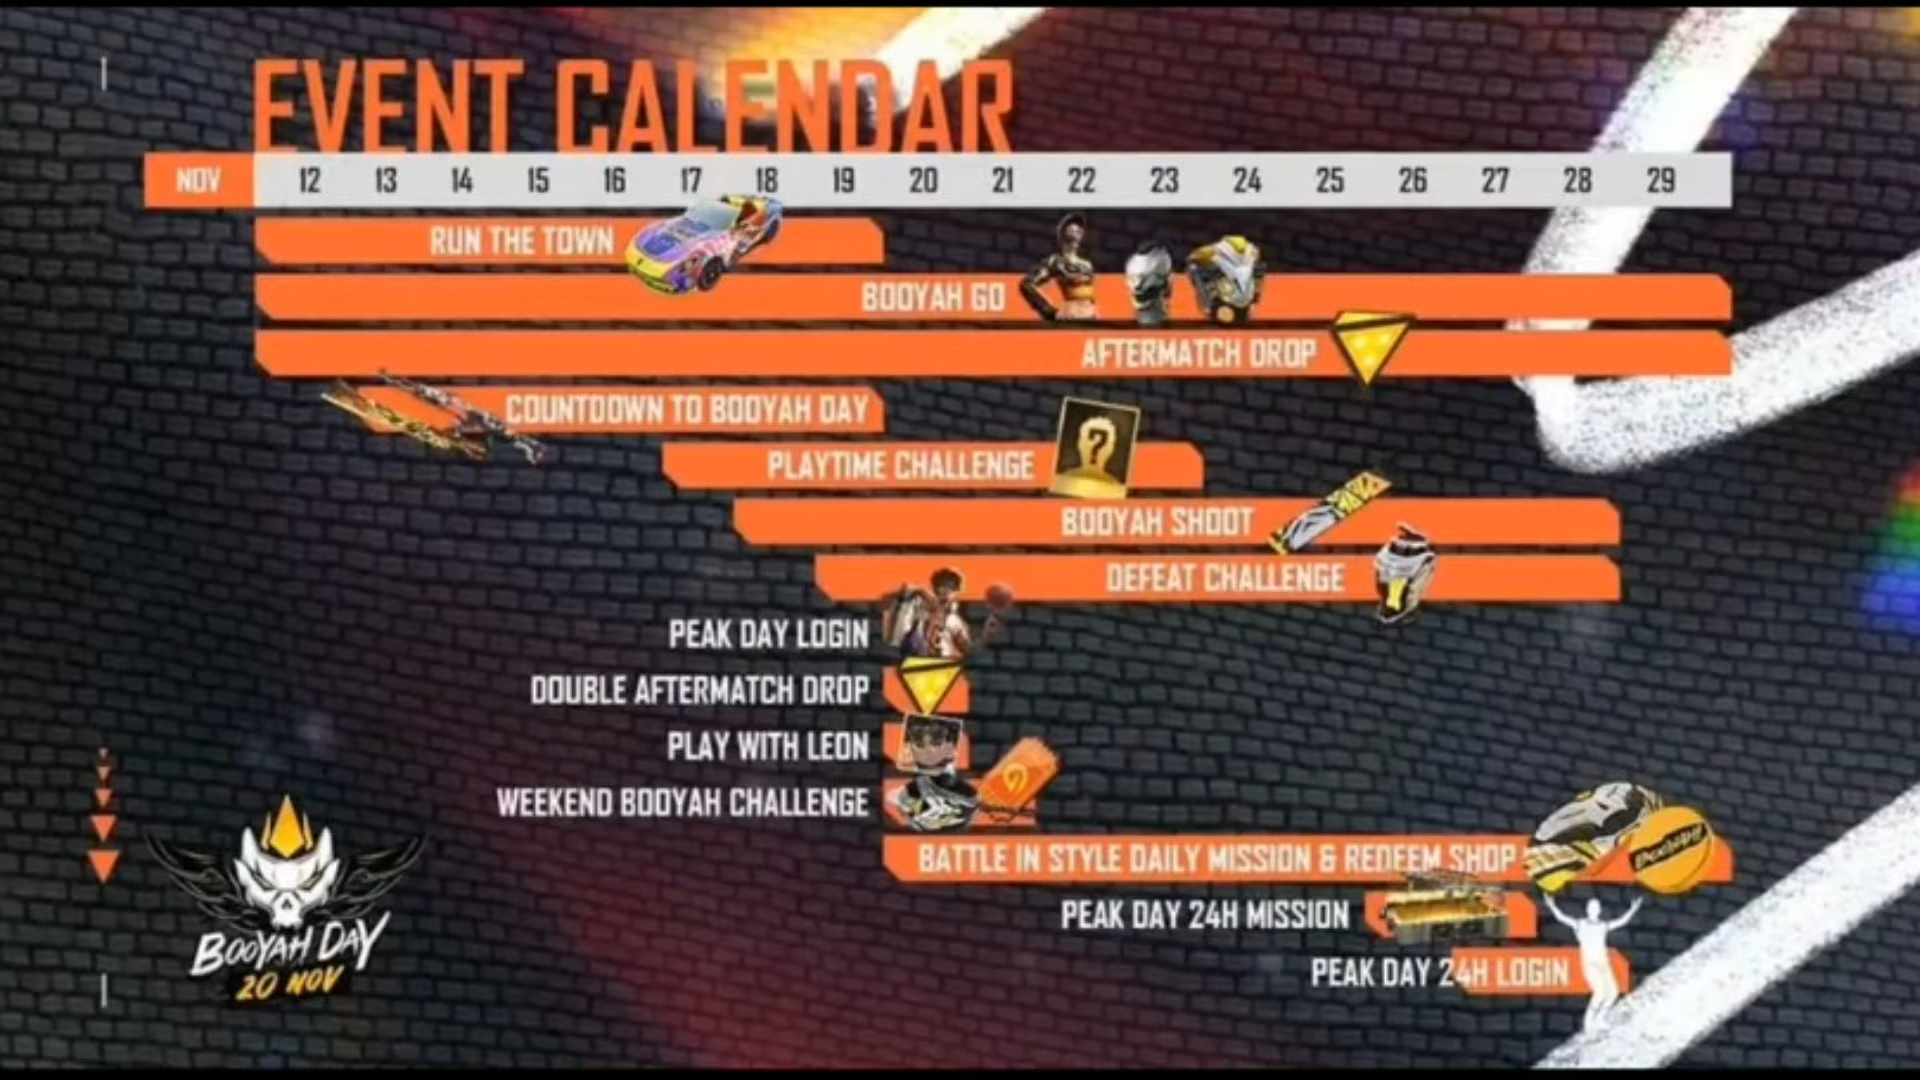 EVENT CALENDAR
NOV 12 13 14 15 16 17 18 19 20 21 22 23 24 25 26 27 28 29
RUN THE TOWN
BOOYAH GO
AFTERMATCH DROP
COUNTDOWN TO BOOYAH DAY
?
PLAYTIME CHALLENGE
BOOYAH SHOOT
DEFEAT CHALLENGE
PEAK DAY LOGIN
DOUBLE AFTERMATCH DROP
PLAY WITH LEON
WEEKEND BOOYAH CHALLENGE
BATTLE IN STYLE DAILY MISSION & REDEEM SHOP
BOOYAH!
PEAK DAY 24H MISSION
PEAK DAY 24H LOGIN
BOOYAH DAY
20 NOV